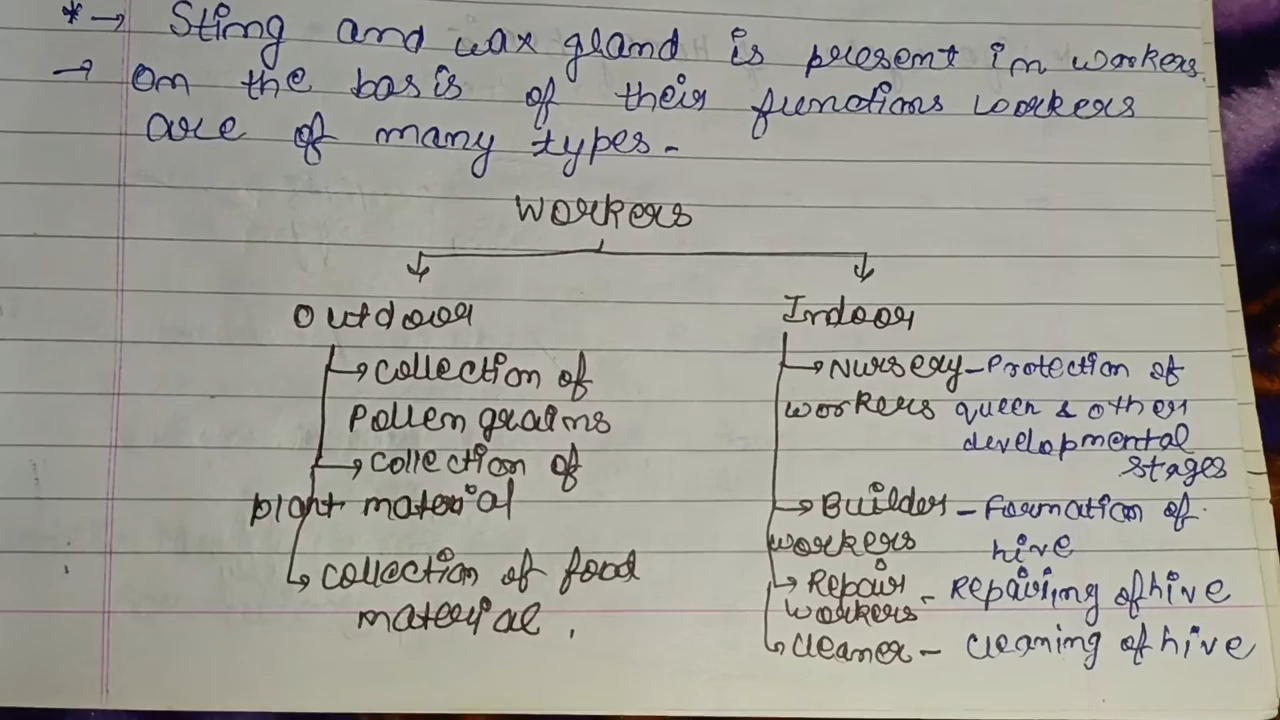 *→ Sting and wax gland is present in workers.
→ on the basis of their functions workers
are of many types-
Workers
Outdoor
→ collection of
Pollen grains
→ collection of
plant material
→ collection of food
material.
Indoor
→ Nursery - Protection of
workers queen & other
developmental
stages
→ Builder - Formation of
workers hive
→ Repair - Repairing of hive
workers
→ cleaner - cleaning of hive